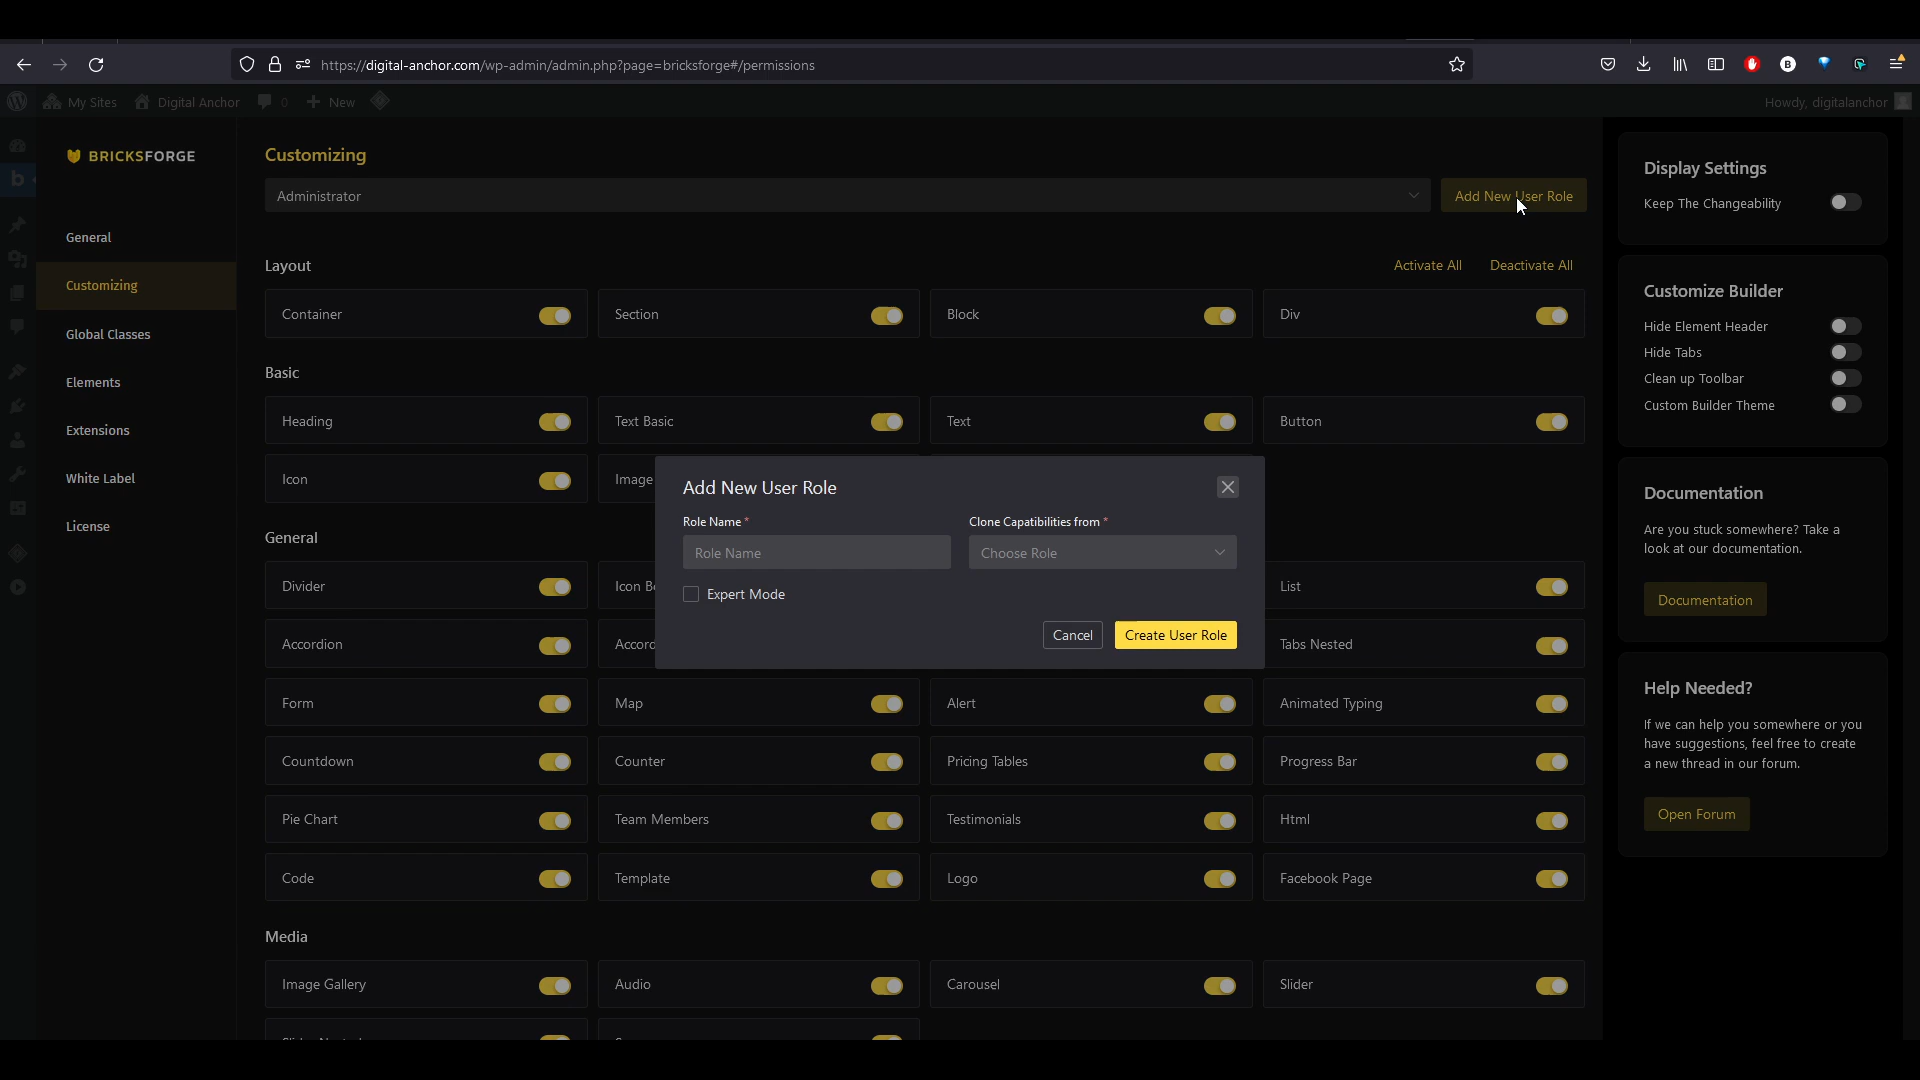 https://digital-anchor.com/wp-admin/admin.php?page=bricksforge#/permissions
My Sites
Digital Anchor
0
New
Howdy, digitalanchor
BRICKSFORGE
General
Customizing
Global Classes
Elements
Extensions
White Label
License
Customizing
Administrator
Add New User Role
Layout
Activate All
Deactivate All
Container
Section
Block
Div
Basic
Heading
Text Basic
Text
Button
Icon
Image
Add New User Role
Role Name *
Clone Capatibilities from *
Role Name
Choose Role
Expert Mode
Cancel
Create User Role
General
Divider
Icon
List
Accordion
Accord
Tabs Nested
Form
Map
Alert
Animated Typing
Countdown
Counter
Pricing Tables
Progress Bar
Pie Chart
Team Members
Testimonials
Html
Code
Template
Logo
Facebook Page
Media
Image Gallery
Audio
Carousel
Slider
Display Settings
Keep The Changeability
Customize Builder
Hide Element Header
Hide Tabs
Clean up Toolbar
Custom Builder Theme
Documentation
Are you stuck somewhere? Take a
look at our documentation.
Documentation
Help Needed?
If we can help you somewhere or you
have suggestions, feel free to create
a new thread in our forum.
Open Forum